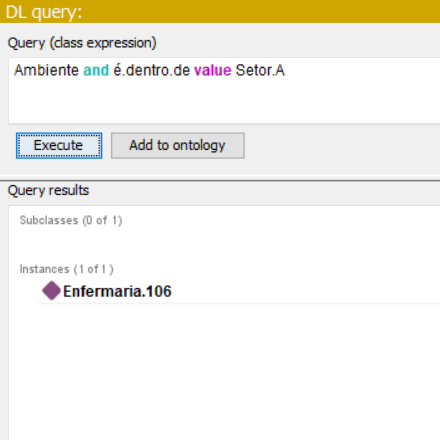 DL query:
Query (class expression)
Ambiente and é.dentro.de value Setor.A
Execute Add to ontology
Query results
Subclasses (0 of 1)
Instances (1 of 1)
Enfermaria.106